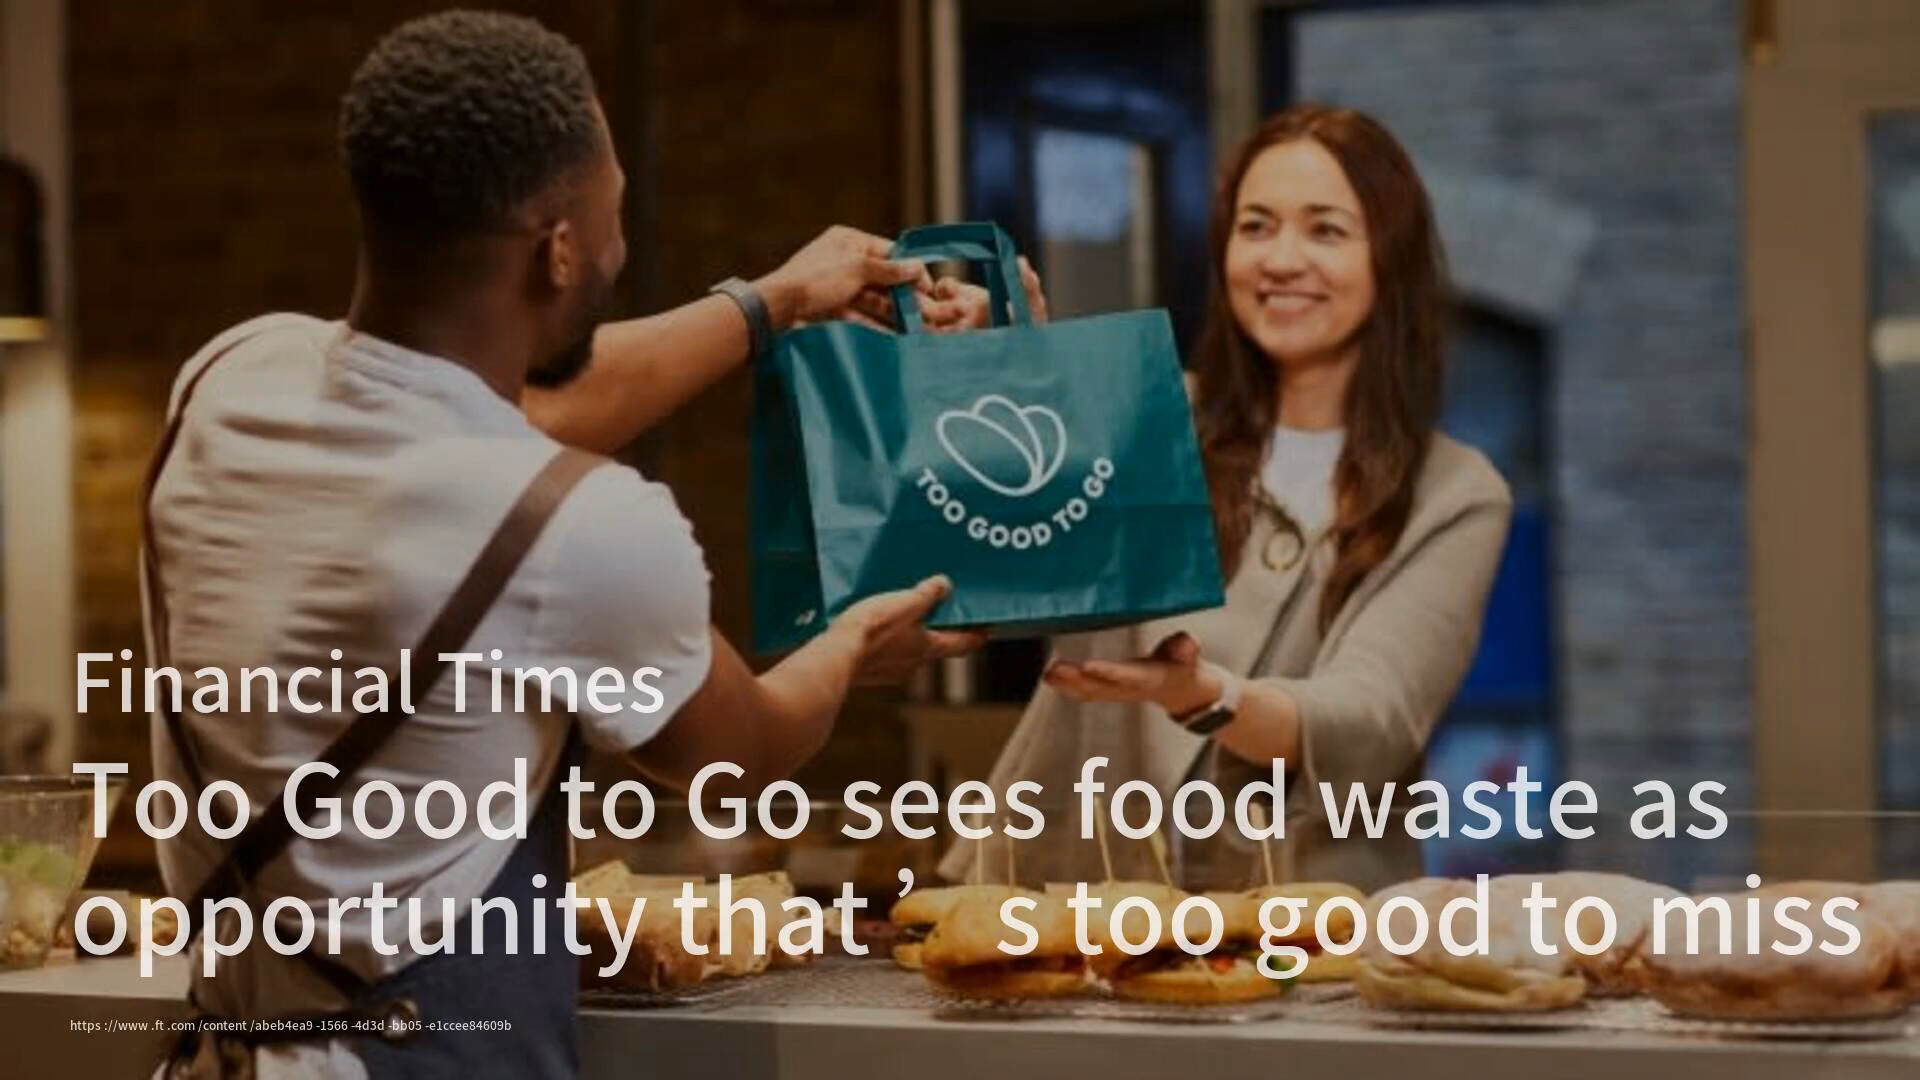 TOO GOOD TO GO
Financial Times
Too Good to Go sees food waste as
opportunity that’s too good to miss
https://www.ft.com/content/abeb4ea9-1566-4d3d-bb05-e1ccee84609b